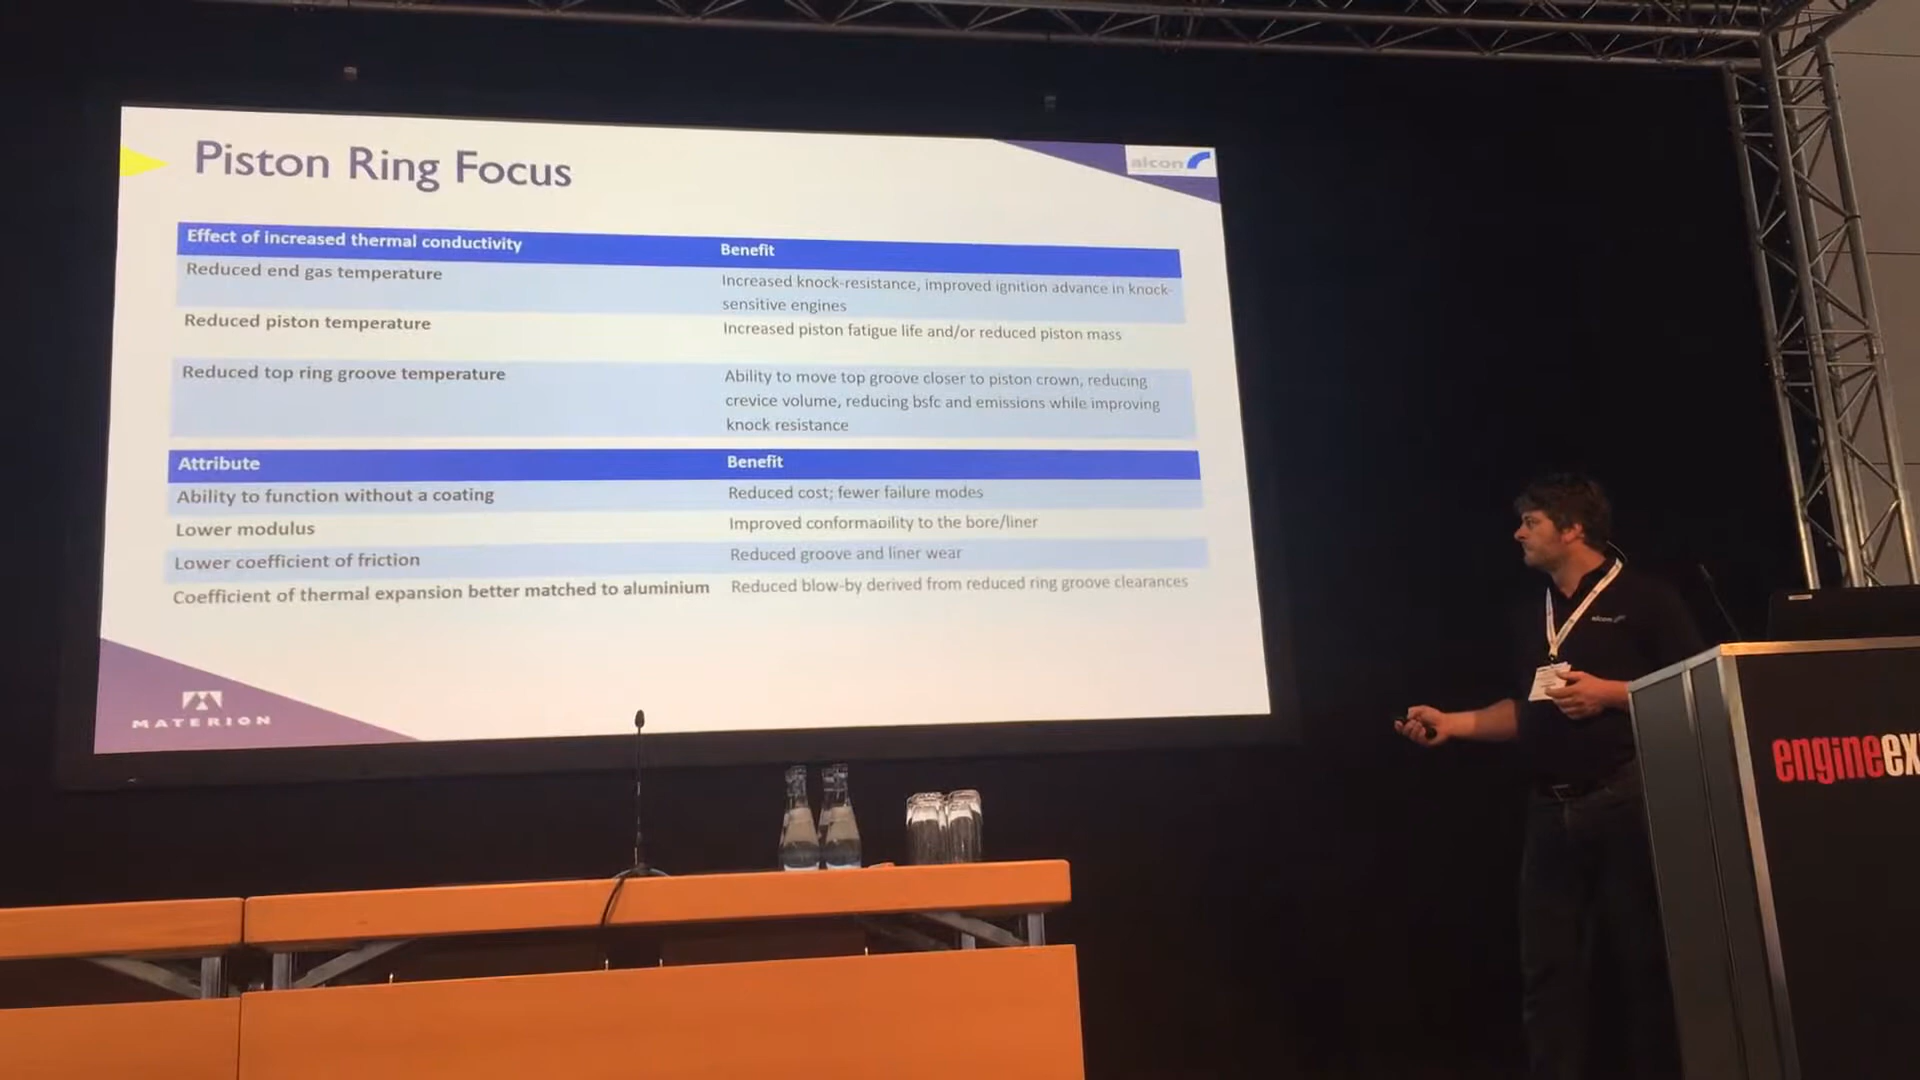 Piston Ring Focus
alcon
Effect of increased thermal conductivity
Benefit
Reduced end gas temperature
Increased knock-resistance, improved ignition advance in knock-
sensitive engines
Reduced piston temperature
Increased piston fatigue life and/or reduced piston mass
Reduced top ring groove temperature
Ability to move top groove closer to piston crown, reducing
crevice volume, reducing bsfc and emissions while improving
knock resistance
Attribute
Benefit
Ability to function without a coating
Reduced cost; fewer failure modes
Lower modulus
Improved conformability to the bore/liner
Lower coefficient of friction
Reduced groove and liner wear
Coefficient of thermal expansion better matched to aluminium
Reduced blow-by derived from reduced ring groove clearances
MATERION
alcon
engineex